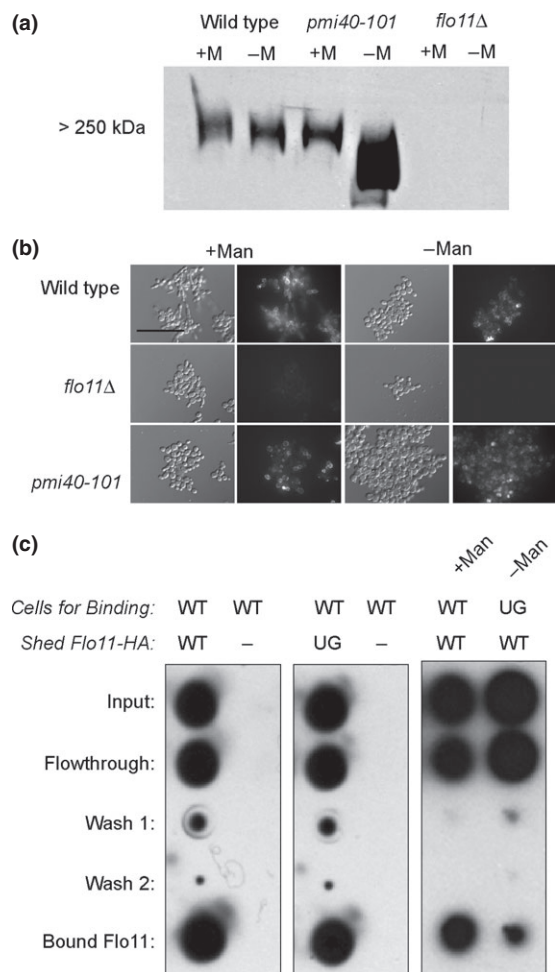 (a)
Wild type pmi40-101 flo11Δ
+M –M +M –M +M –M
> 250 kDa
(b)
+Man –Man
Wild type
flo11Δ
pmi40-101
(c)
+Man –Man
Cells for Binding: WT WT WT WT WT UG
Shed Flo11-HA: WT – UG – WT WT
Input:
Flowthrough:
Wash 1:
Wash 2:
Bound Flo11: